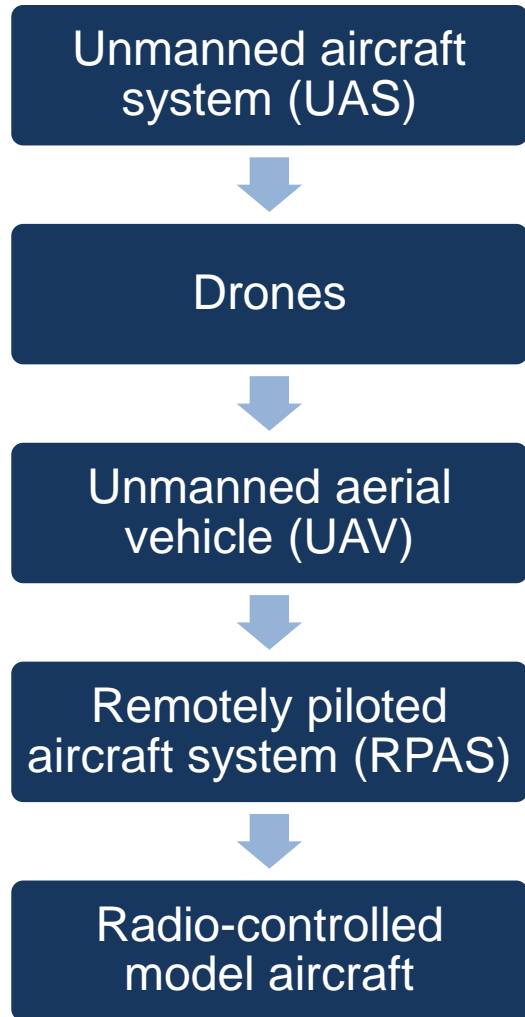 Unmanned aircraft
system (UAS)
Drones
Unmanned aerial
vehicle (UAV)
Remotely piloted
aircraft system (RPAS)
Radio-controlled
model aircraft